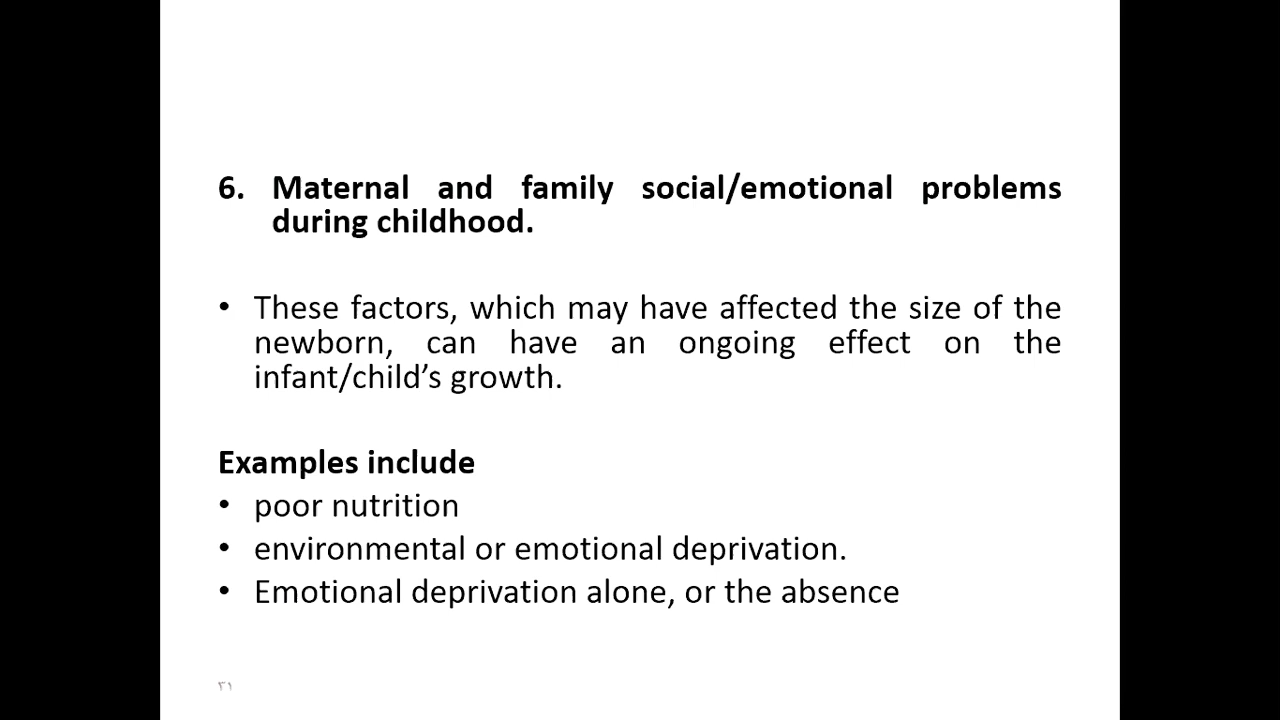 6. Maternal and family social/emotional problems
during childhood.
• These factors, which may have affected the size of the
newborn, can have an ongoing effect on the
infant/child’s growth.
Examples include
• poor nutrition
• environmental or emotional deprivation.
• Emotional deprivation alone, or the absence
٣١